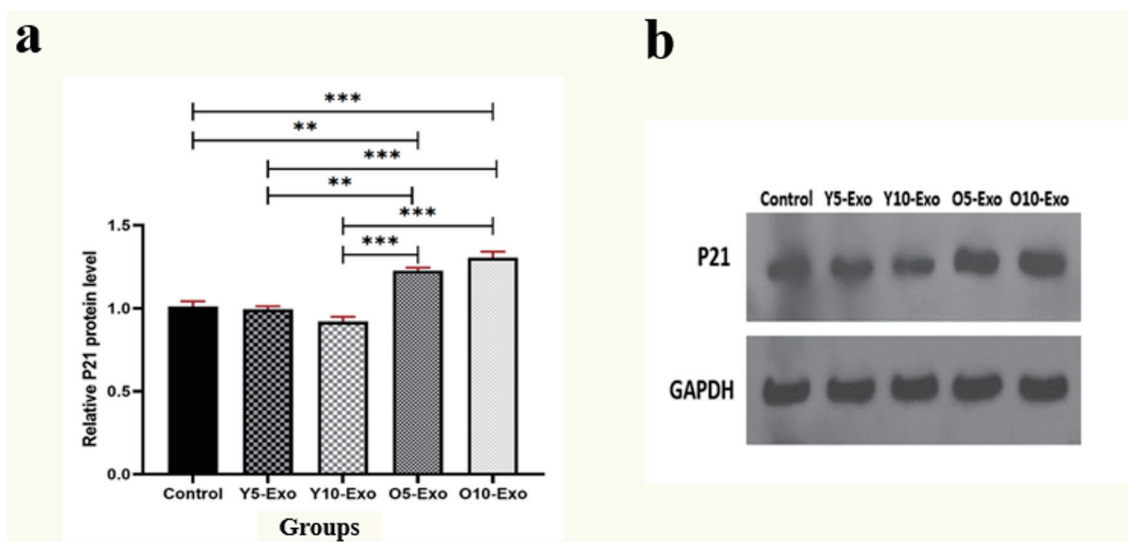 a
***
**
***
**
***
***
1.5
1.0
0.5
0.0
Relative P21 protein level
Control Y5-Exo Y10-Exo O5-Exo O10-Exo
Groups
b
Control Y5-Exo Y10-Exo O5-Exo O10-Exo
P21
GAPDH